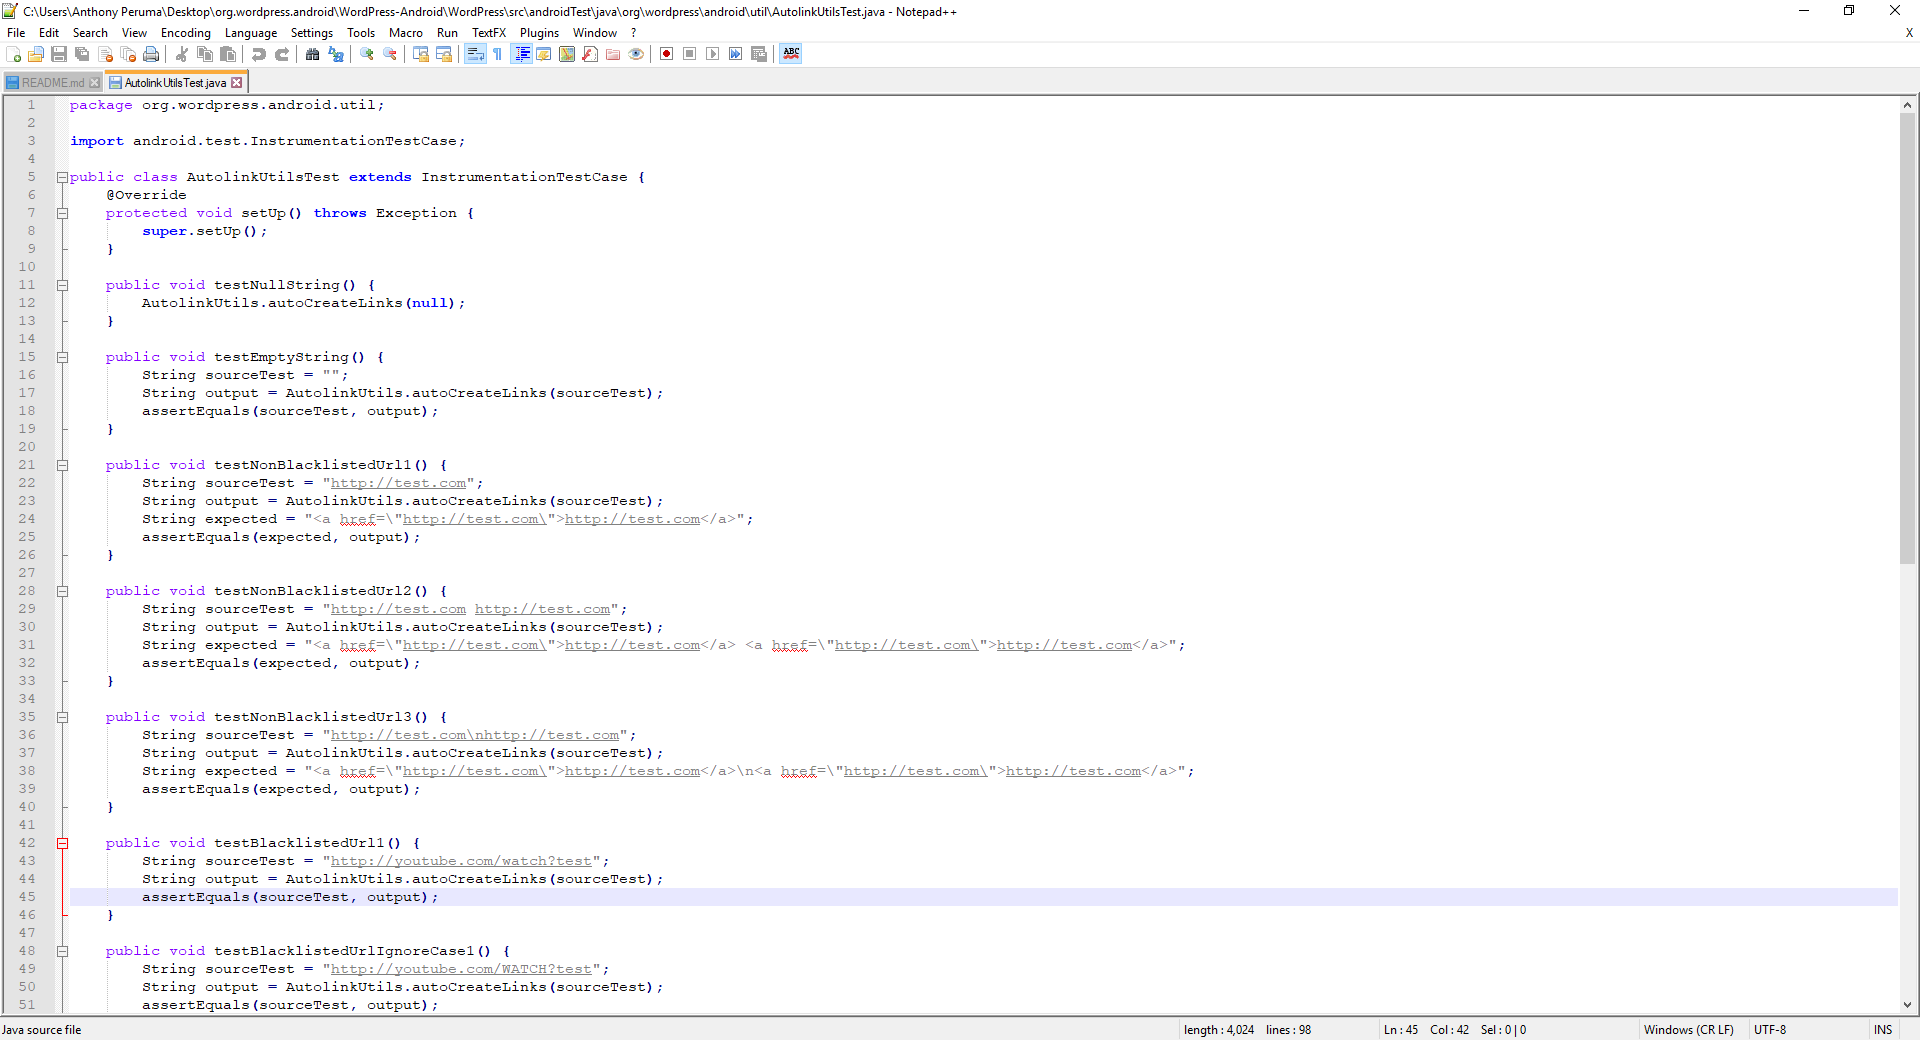 C:\Users\Anthony Peruma\Desktop\org.wordpress.android\WordPress-Android\WordPress\src\androidTest\java\org\wordpress\android\util\AutolinkUtilsTest.java - Notepad++
File Edit Search View Encoding Language Settings Tools Macro Run TextFX Plugins Window ? X
ABC
README.md AutolinkUtilsTest.java
1 package org.wordpress.android.util;
2
3 import android.test.InstrumentationTestCase;
4
5 public class AutolinkUtilsTest extends InstrumentationTestCase {
6 @Override
7 protected void setUp() throws Exception {
8 super.setUp();
9 }
10
11 public void testNullString() {
12 AutolinkUtils.autoCreateLinks(null);
13 }
14
15 public void testEmptyString() {
16 String sourceTest = "";
17 String output = AutolinkUtils.autoCreateLinks(sourceTest);
18 assertEquals(sourceTest, output);
19 }
20
21 public void testNonBlacklistedUrl1() {
22 String sourceTest = "http://test.com";
23 String output = AutolinkUtils.autoCreateLinks(sourceTest);
24 String expected = "<a href=\"http://test.com\">http://test.com</a>";
25 assertEquals(expected, output);
26 }
27
28 public void testNonBlacklistedUrl2() {
29 String sourceTest = "http://test.com http://test.com";
30 String output = AutolinkUtils.autoCreateLinks(sourceTest);
31 String expected = "<a href=\"http://test.com\">http://test.com</a> <a href=\"http://test.com\">http://test.com</a>";
32 assertEquals(expected, output);
33 }
34
35 public void testNonBlacklistedUrl3() {
36 String sourceTest = "http://test.com\nhttp://test.com";
37 String output = AutolinkUtils.autoCreateLinks(sourceTest);
38 String expected = "<a href=\"http://test.com\">http://test.com</a>\n<a href=\"http://test.com\">http://test.com</a>";
39 assertEquals(expected, output);
40 }
41
42 public void testBlacklistedUrl1() {
43 String sourceTest = "http://youtube.com/watch?test";
44 String output = AutolinkUtils.autoCreateLinks(sourceTest);
45 assertEquals(sourceTest, output);
46 }
47
48 public void testBlacklistedUrlIgnoreCase1() {
49 String sourceTest = "http://youtube.com/WATCH?test";
50 String output = AutolinkUtils.autoCreateLinks(sourceTest);
51 assertEquals(sourceTest, output);
Java source file length : 4,024 lines : 98 Ln : 45 Col : 42 Sel : 0 | 0 Windows (CR LF) UTF-8 INS